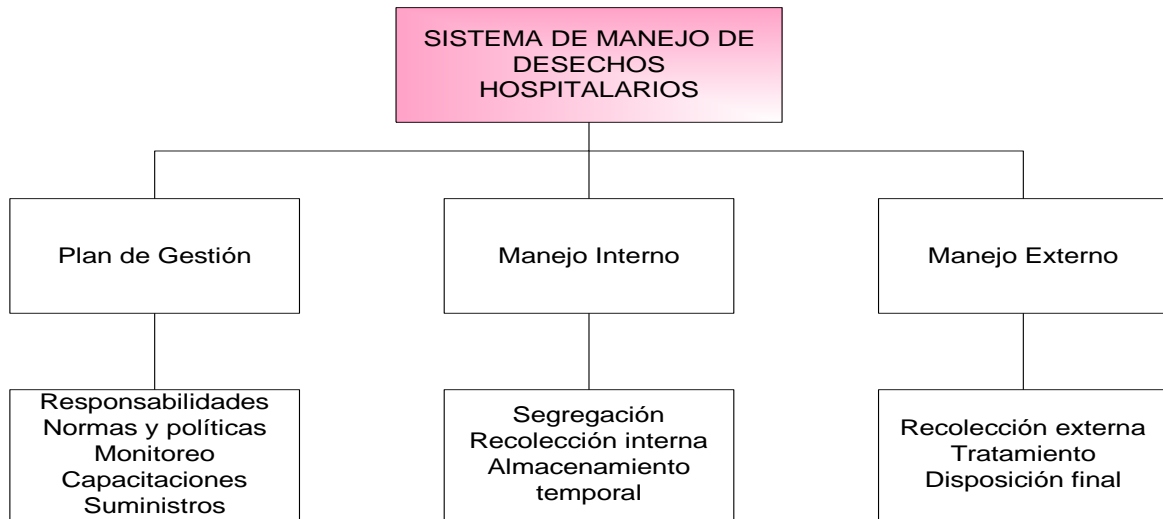 SISTEMA DE MANEJO DE
DESECHOS
HOSPITALARIOS
Plan de Gestión
Manejo Interno
Manejo Externo
Responsabilidades
Normas y políticas
Monitoreo
Capacitaciones
Suministros
Segregación
Recolección interna
Almacenamiento
temporal
Recolección externa
Tratamiento
Disposición final